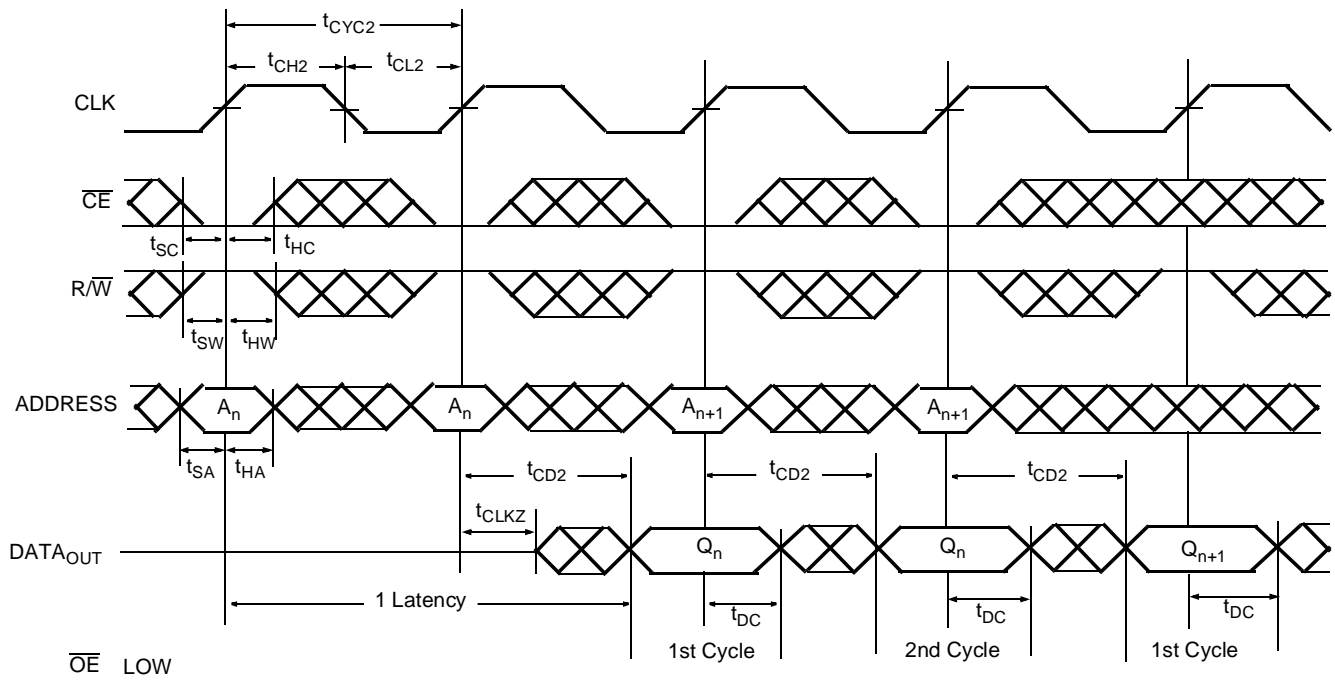 tCYC2
tCH2 tCL2
CLK
CE
tSC tHC
R/W
tSW tHW
ADDRESS An An An+1 An+1
tSA tHA
tCD2 tCD2 tCD2
tCLKZ
DATAOUT Qn Qn Qn+1
1 Latency tDC tDC tDC
1st Cycle 2nd Cycle 1st Cycle
OE LOW